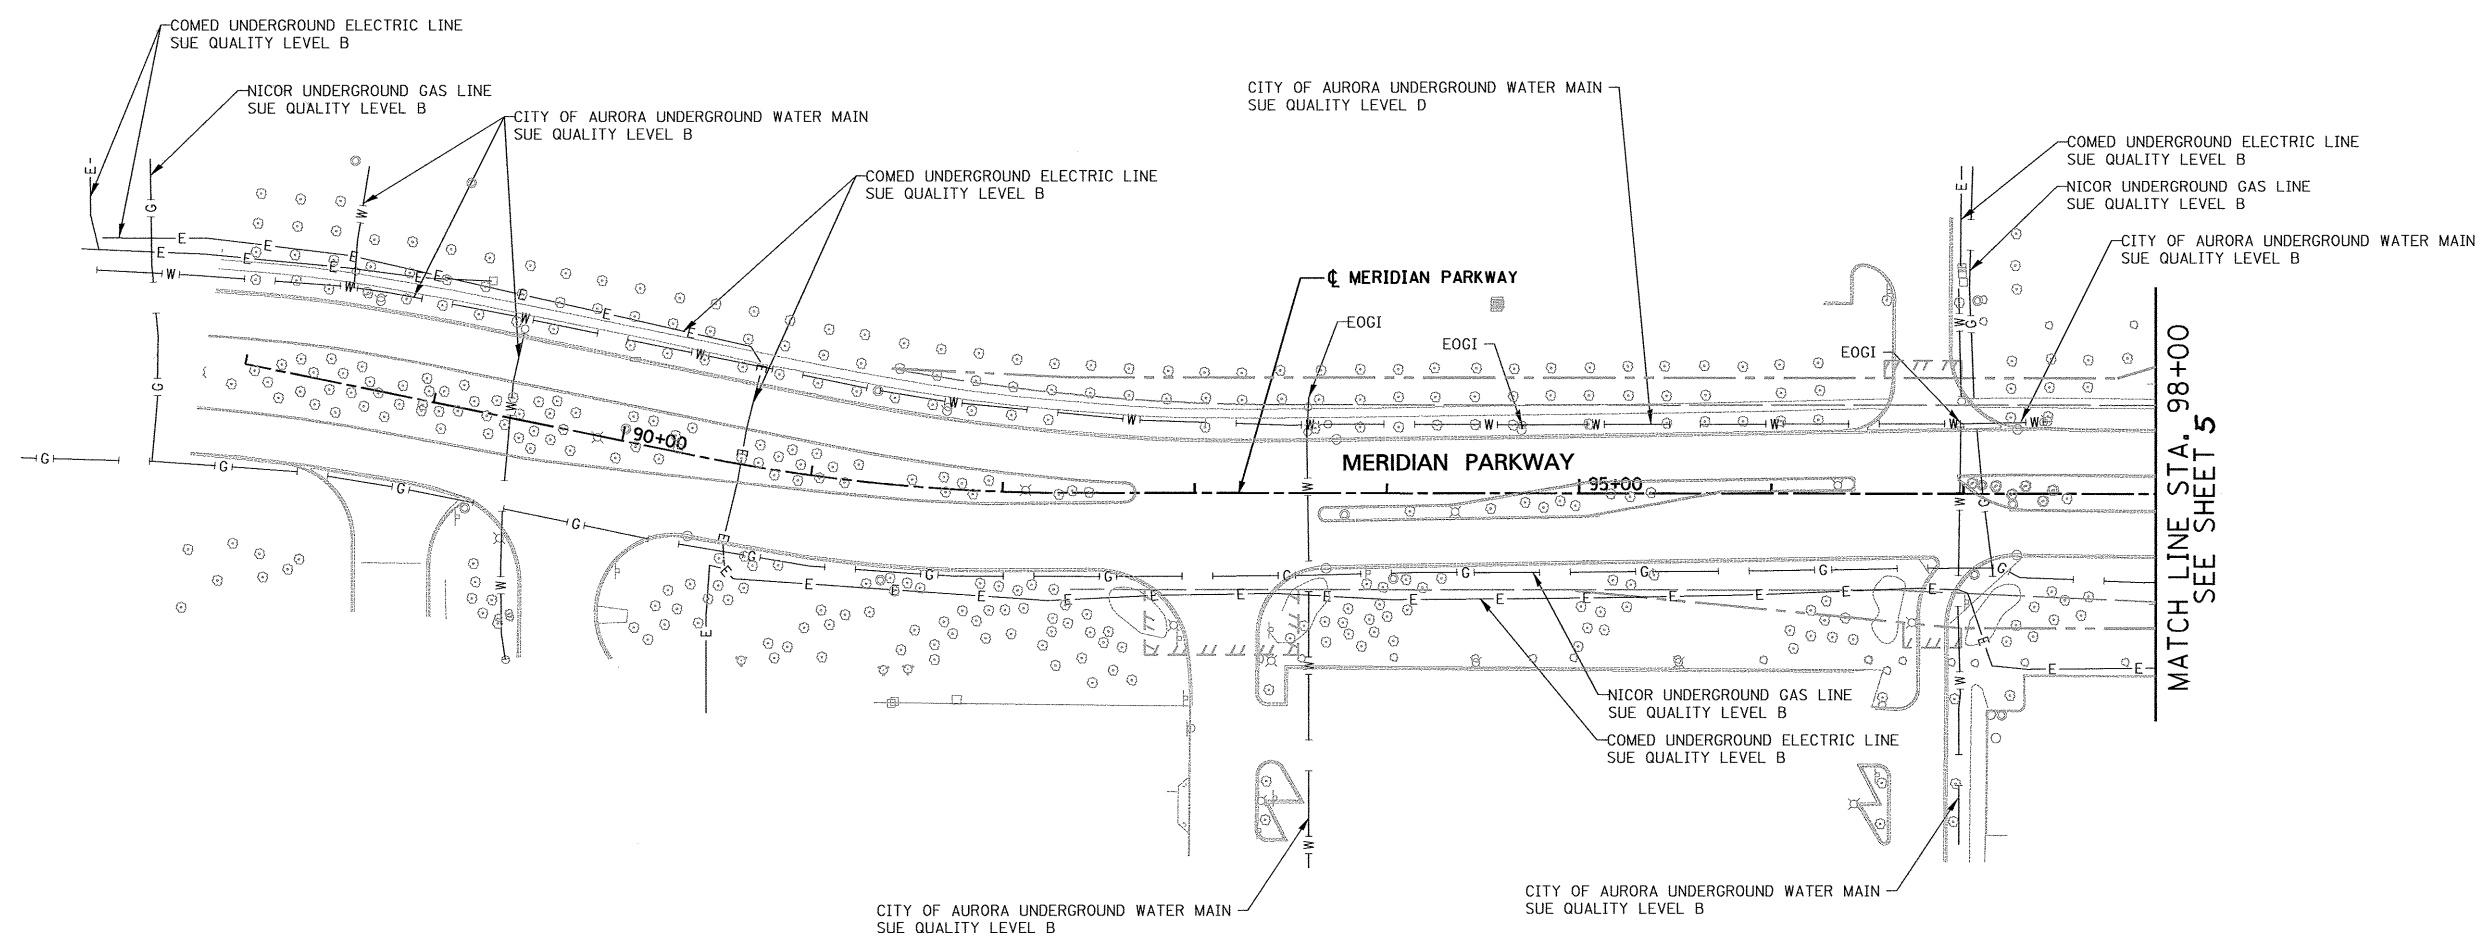 COMED UNDERGROUND ELECTRIC LINE
SUE QUALITY LEVEL B
NICOR UNDERGROUND GAS LINE
SUE QUALITY LEVEL B
CITY OF AURORA UNDERGROUND WATER MAIN
SUE QUALITY LEVEL B
COMED UNDERGROUND ELECTRIC LINE
SUE QUALITY LEVEL B
CITY OF AURORA UNDERGROUND WATER MAIN
SUE QUALITY LEVEL D
COMED UNDERGROUND ELECTRIC LINE
SUE QUALITY LEVEL B
NICOR UNDERGROUND GAS LINE
SUE QUALITY LEVEL B
CITY OF AURORA UNDERGROUND WATER MAIN
SUE QUALITY LEVEL B
℄ MERIDIAN PARKWAY
EOGI
EOGI
EOGI
90+00
MERIDIAN PARKWAY
95+00
MATCH LINE STA. 98+00
SEE SHEET 5
NICOR UNDERGROUND GAS LINE
SUE QUALITY LEVEL B
COMED UNDERGROUND ELECTRIC LINE
SUE QUALITY LEVEL B
CITY OF AURORA UNDERGROUND WATER MAIN
SUE QUALITY LEVEL B
CITY OF AURORA UNDERGROUND WATER MAIN
SUE QUALITY LEVEL B